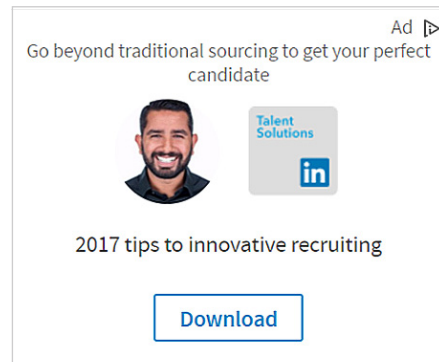 Ad
Go beyond traditional sourcing to get your perfect
candidate
Talent
Solutions
in
2017 tips to innovative recruiting
Download